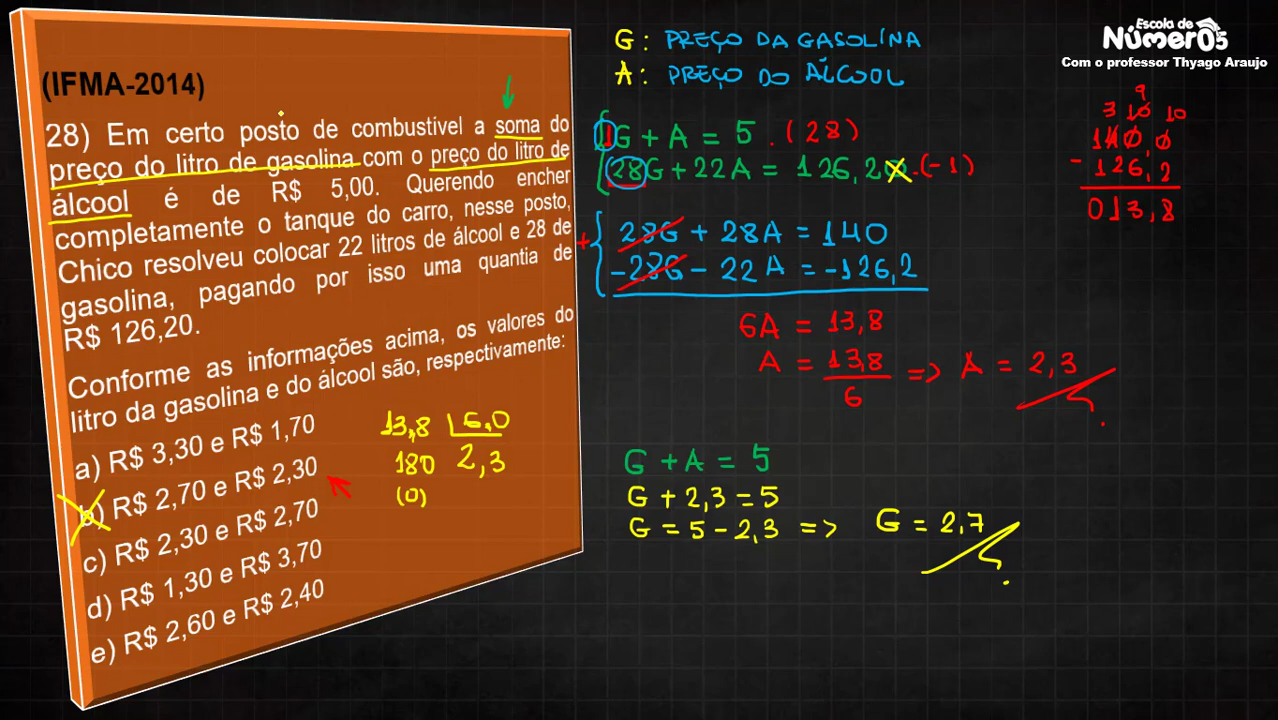 Escola de
Número5
Com o professor Thyago Araujo
(IFMA-2014)
28) Em certo posto de combustivel a soma do
preço do litro de gasolina com o preço do litro de
álcool é de R$ 5,00. Querendo encher
completamente o tanque do carro, nesse posto,
Chico resolveu colocar 22 litros de álcool e 28 de
gasolina, pagando por isso uma quantia de
R$ 126,20.
Conforme as informações acima, os valores do
litro da gasolina e do álcool são, respectivamente:
a) R$ 3,30 e R$ 1,70
b) R$ 2,70 e R$ 2,30
c) R$ 2,30 e R$ 2,70
d) R$ 1,30 e R$ 3,70
e) R$ 2,60 e R$ 2,40
13,8 6,0
180 2,3
(0)
G: PREÇO DA GASOLINA
A: PREÇO DO ÁLCOOL
1G + A = 5 . (28)
28G + 22A = 126,20 .(-1)
+
28G + 28A = 140
-28G - 22A = -126,2
6A = 13,8
A = 13,8 => A = 2,3
6
G + A = 5
G + 2,3 = 5
G = 5 - 2,3 => G = 2,7
9
3 10 10
140,0
- 126,2
013,8